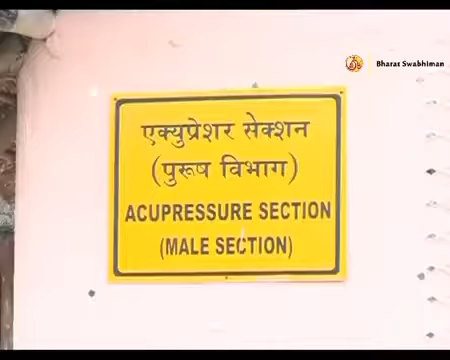 Bharat Swabhiman
एक्युप्रेशर सेक्शन
(पुरूष विभाग)
ACUPRESSURE SECTION
(MALE SECTION)